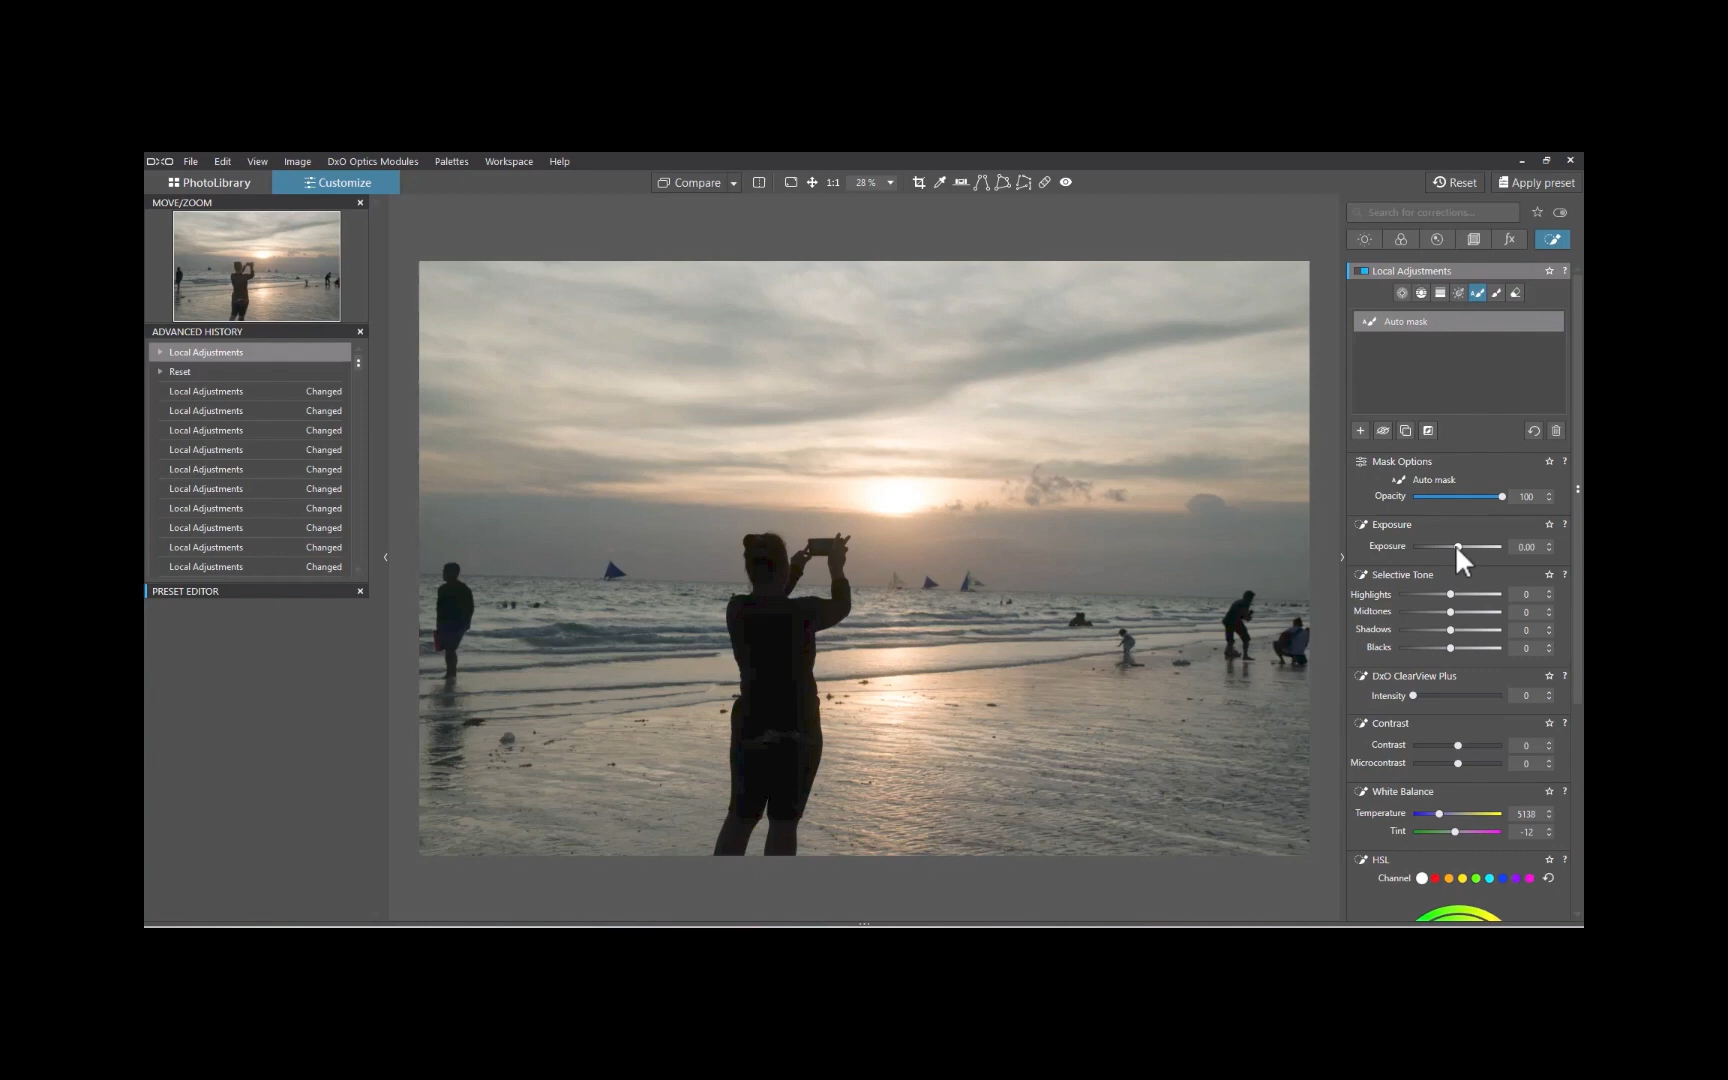 DXO File Edit View Image DxO Optics Modules Palettes Workspace Help
PhotoLibrary Customize Compare 1:1 28 % Reset Apply preset
MOVE/ZOOM
ADVANCED HISTORY
Local Adjustments
Reset
Local Adjustments Changed
Local Adjustments Changed
Local Adjustments Changed
Local Adjustments Changed
Local Adjustments Changed
Local Adjustments Changed
Local Adjustments Changed
Local Adjustments Changed
Local Adjustments Changed
Local Adjustments Changed
PRESET EDITOR
Search for corrections...
fx
Local Adjustments ?
Auto mask
Mask Options ?
Auto mask
Opacity 100
Exposure ?
Exposure 0.00
Selective Tone ?
Highlights 0
Midtones 0
Shadows 0
Blacks 0
DxO ClearView Plus ?
Intensity 0
Contrast ?
Contrast 0
Microcontrast 0
White Balance ?
Temperature 5138
Tint -12
HSL ?
Channel